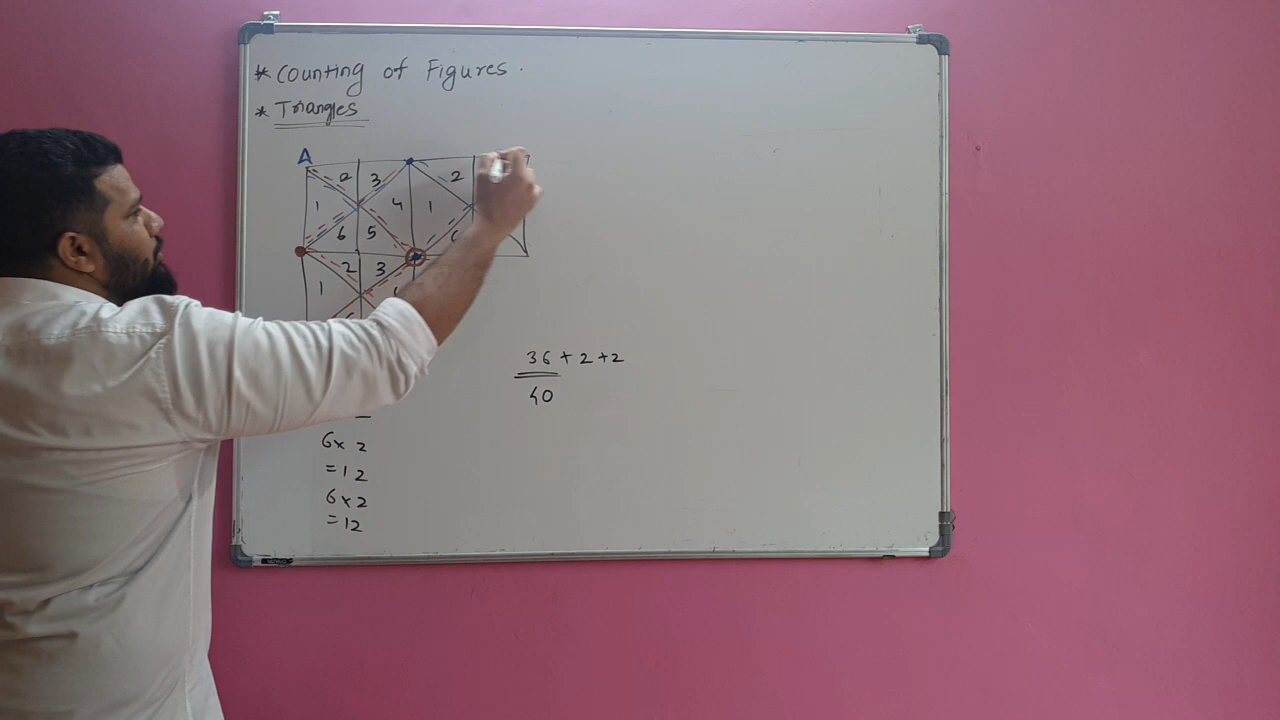 * Counting of Figures.
* Triangles
A
2 3 2
1 4 1
6 5 6
2 3
1
36 + 2 + 2
40
6 x 2
= 12
6 x 2
= 12